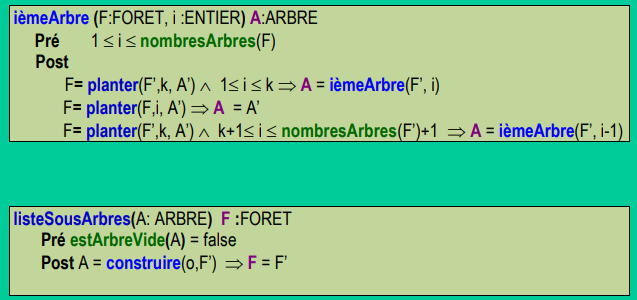 ièmeArbre (F:FORET, i :ENTIER) A:ARBRE
Pré 1 ≤ i ≤ nombresArbres(F)
Post
F= planter(F’,k, A’) ∧ 1≤ i ≤ k ⇒ A = ièmeArbre(F’, i)
F= planter(F,i, A’) ⇒ A = A’
F= planter(F’,k, A’) ∧ k+1≤ i ≤ nombresArbres(F’)+1 ⇒ A = ièmeArbre(F’, i-1)
listeSousArbres(A: ARBRE) F :FORET
Pré estArbreVide(A) = false
Post A = construire(o,F’) ⇒ F = F’